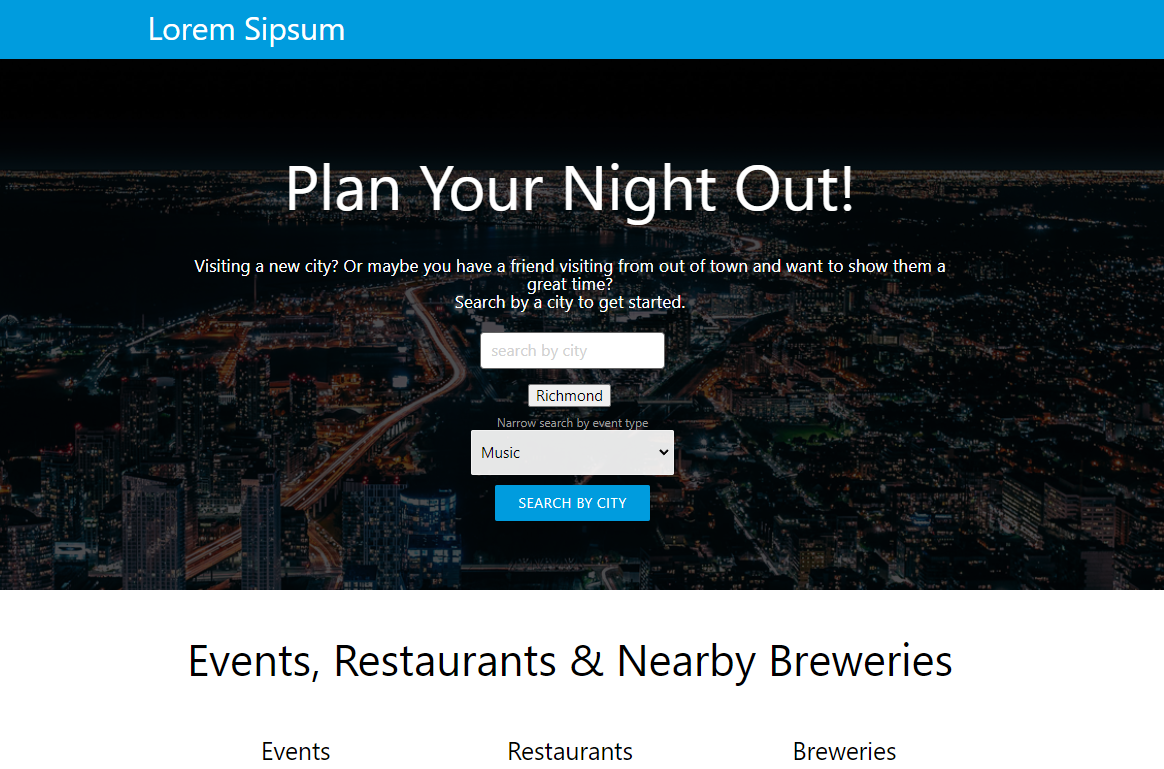 Lorem Sipsum
Plan Your Night Out!
Visiting a new city? Or maybe you have a friend visiting from out of town and want to show them a
great time?
Search by a city to get started.
search by city
Richmond
Narrow search by event type
Music
SEARCH BY CITY
Events, Restaurants & Nearby Breweries
Events
Restaurants
Breweries